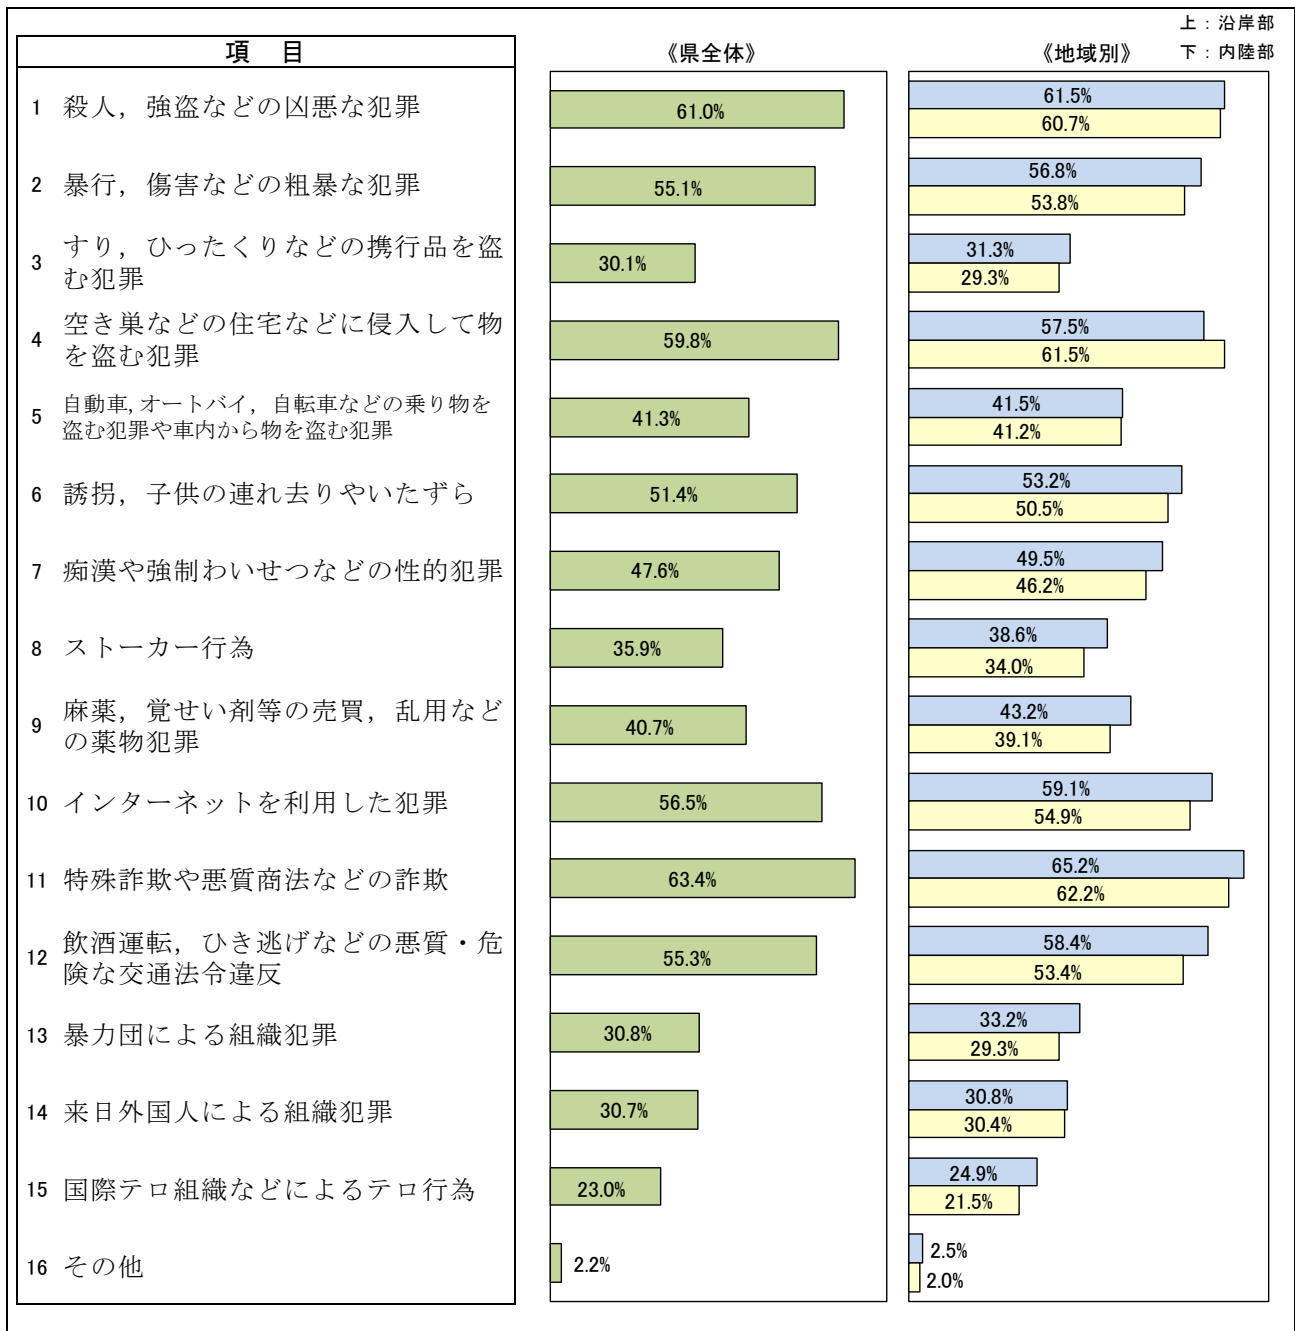 上：沿岸部
下：内陸部
項　目
《県全体》
《地域別》
1 殺人，強盗などの凶悪な犯罪
61.0%
61.5%
60.7%
2 暴行，傷害などの粗暴な犯罪
55.1%
56.8%
53.8%
3 すり，ひったくりなどの携行品を盗
む犯罪
30.1%
31.3%
29.3%
4 空き巣などの住宅などに侵入して物
を盗む犯罪
59.8%
57.5%
61.5%
5 自動車,オートバイ，自転車などの乗り物を
盗む犯罪や車内から物を盗む犯罪
41.3%
41.5%
41.2%
6 誘拐，子供の連れ去りやいたずら
51.4%
53.2%
50.5%
7 痴漢や強制わいせつなどの性的犯罪
47.6%
49.5%
46.2%
8 ストーカー行為
35.9%
38.6%
34.0%
9 麻薬，覚せい剤等の売買，乱用など
の薬物犯罪
40.7%
43.2%
39.1%
10 インターネットを利用した犯罪
56.5%
59.1%
54.9%
11 特殊詐欺や悪質商法などの詐欺
63.4%
65.2%
62.2%
12 飲酒運転，ひき逃げなどの悪質・危
険な交通法令違反
55.3%
58.4%
53.4%
13 暴力団による組織犯罪
30.8%
33.2%
29.3%
14 来日外国人による組織犯罪
30.7%
30.8%
30.4%
15 国際テロ組織などによるテロ行為
23.0%
24.9%
21.5%
16 その他
2.2%
2.5%
2.0%